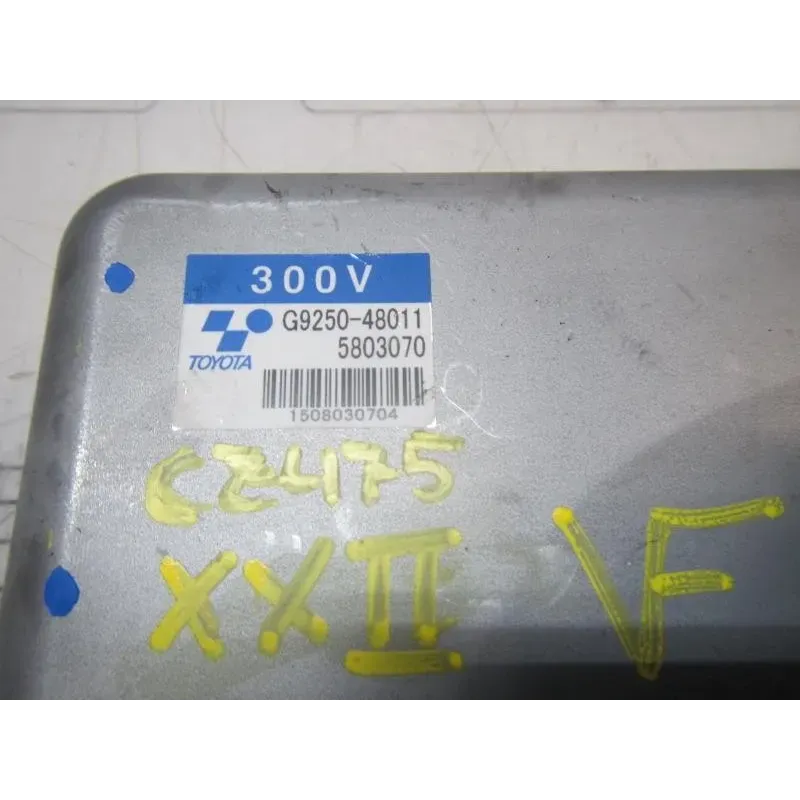 300V
G9250-48011
TOYOTA
5803070
1508030704
CZ475
XXII
VF